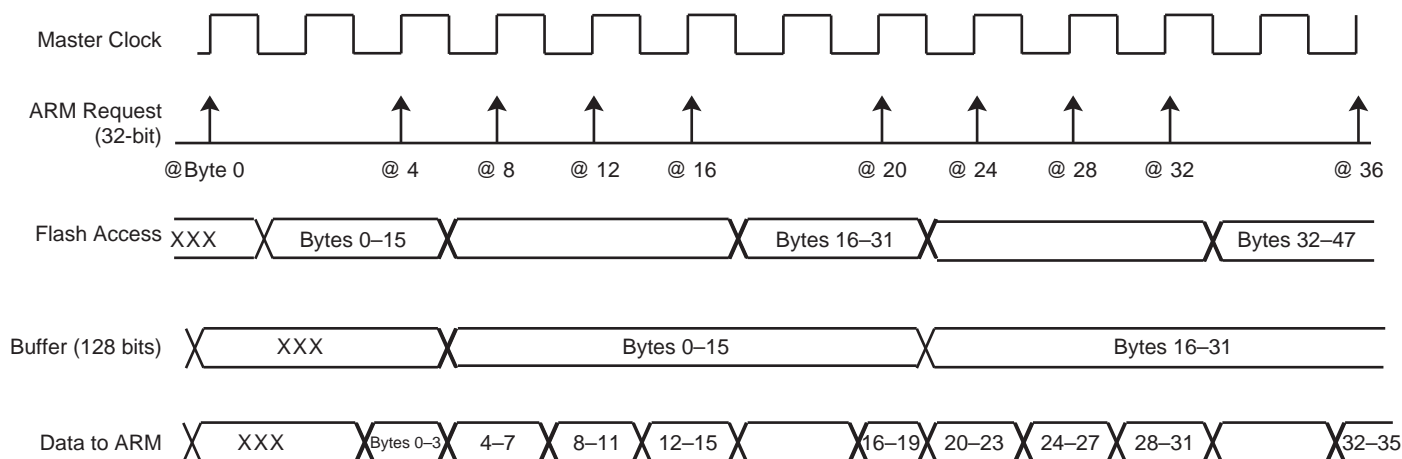 Master Clock
ARM Request
(32-bit)
@Byte 0 @ 4 @ 8 @ 12 @ 16 @ 20 @ 24 @ 28 @ 32 @ 36
Flash Access XXX Bytes 0–15 Bytes 16–31 Bytes 32–47
Buffer (128 bits) XXX Bytes 0–15 Bytes 16–31
Data to ARM XXX Bytes 0–3 4–7 8–11 12–15 16–19 20–23 24–27 28–31 32–35